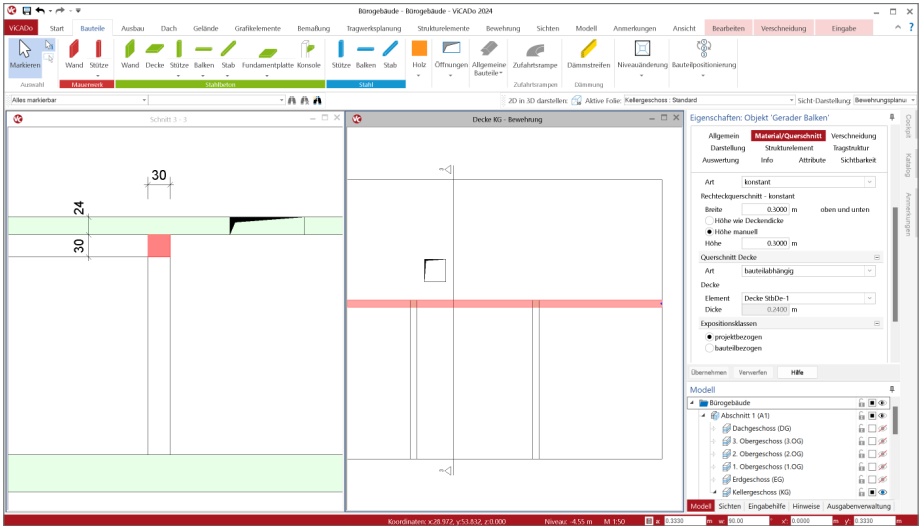 Bürogebäude - Bürogebäude - ViCADo 2024
ViCADo Start Bauteile Ausbau Dach Gelände Grafikelemente Bemaßung Tragwerksplanung Strukturelemente Bewehrung Sichten Modell Anmerkungen Ansicht Bearbeiten Verschneidung Eingabe
Markieren Wand Stütze Wand Decke Stütze Balken Stab Fundamentplatte Konsole Stütze Balken Stab Holz Öffnungen Allgemeine Bauteile Zufahrtsrampe Dämmstreifen Niveauänderung Bauteilpositionierung
Auswahl Mauerwerk Stahlbeton Stahl Zufahrtsrampen Dämmung
Alles markierbar
2D in 3D darstellen: Aktive Folie: Kellergeschoss : Standard Sicht-Darstellung: Bewehrungsplanu
Schnitt 3 - 3
30
24
30
Decke KG - Bewehrung
Eigenschaften: Objekt 'Gerader Balken'
Allgemein Material/Querschnitt Verschneidung
Darstellung Strukturelement Tragstruktur
Auswertung Info Attribute Sichtbarkeit
Art konstant
Rechteckquerschnitt - konstant
Breite 0.3000 m oben und unten
Höhe wie Deckendicke
Höhe manuell
Höhe 0.3000 m
Querschnitt Decke
Art bauteilabhängig
Decke
Element Decke StbDe-1
Dicke 0.2400 m
Expositionsklassen
projektbezogen
bauteilbezogen
Übernehmen Verwerfen Hilfe
Cockpit
Katalog
Anmerkungen
Modell
Bürogebäude
Abschnitt 1 (A1)
Dachgeschoss (DG)
3. Obergeschoss (3.OG)
2. Obergeschoss (2.OG)
1. Obergeschoss (1.OG)
Erdgeschoss (EG)
Kellergeschoss (KG)
Modell Sichten Eingabehilfe Hinweise Ausgabenverwaltung
Koordinaten: x:28.972, y:53.832, z:0.000 Niveau: -4.55 m M 1:50 a: 0.3330 m w: 90.00 ° x': 0.0000 m y': 0.3330 m